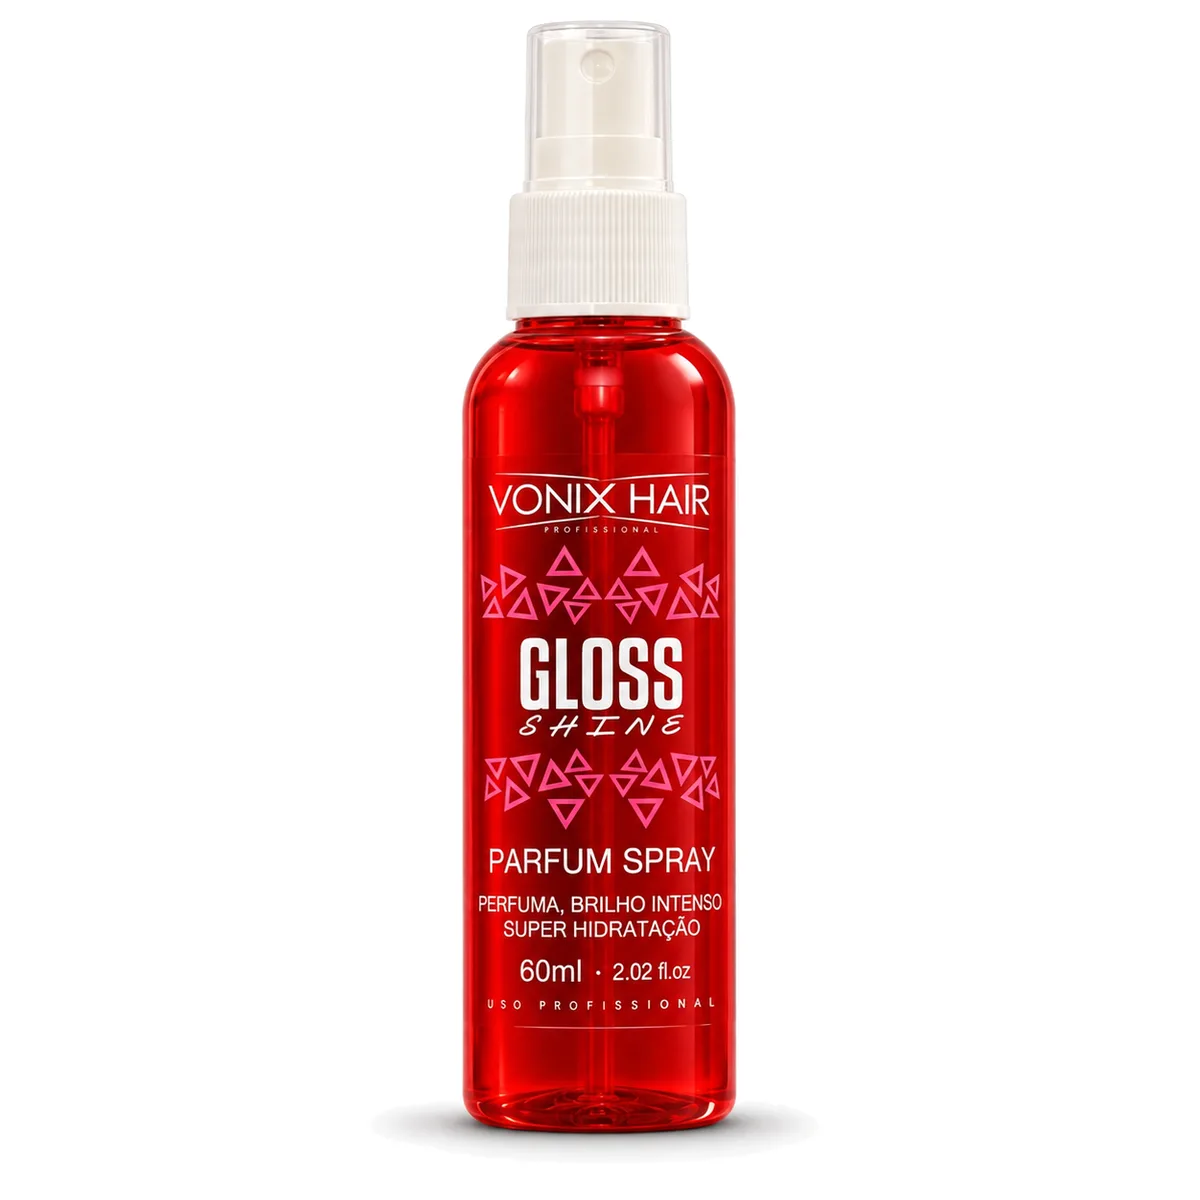 VONIX HAIR
PROFISSIONAL
GLOSS
SHINE
PARFUM SPRAY
PERFUMA, BRILHO INTENSO
SUPER HIDRATAÇÃO
60ml · 2.02 fl.oz
USO PROFISSIONAL